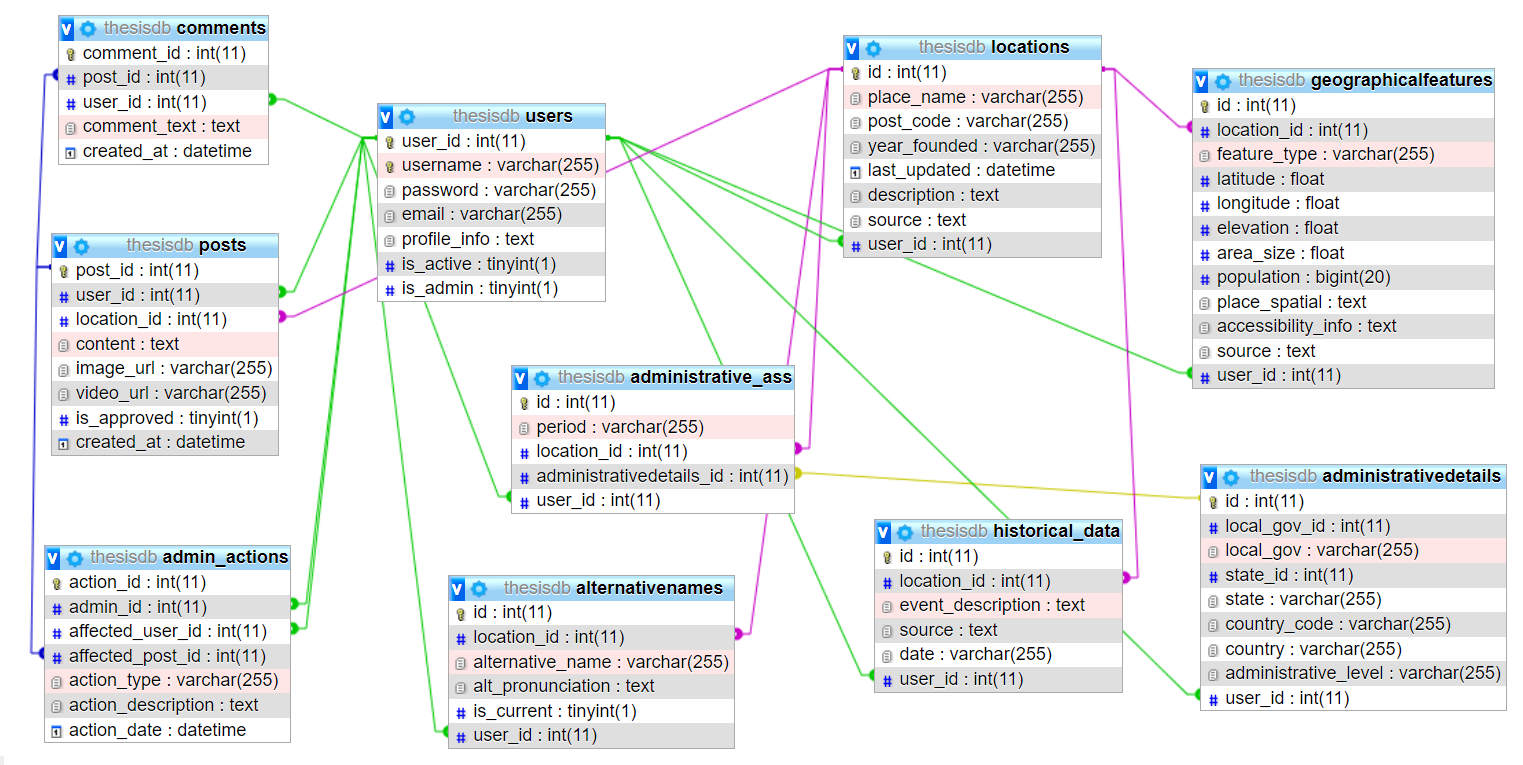 thesisdb comments
comment_id : int(11)
post_id : int(11)
user_id : int(11)
comment_text : text
created_at : datetime
thesisdb users
user_id : int(11)
username : varchar(255)
password : varchar(255)
email : varchar(255)
profile_info : text
is_active : tinyint(1)
is_admin : tinyint(1)
thesisdb locations
id : int(11)
place_name : varchar(255)
post_code : varchar(255)
year_founded : varchar(255)
last_updated : datetime
description : text
source : text
user_id : int(11)
thesisdb geographicalfeatures
id : int(11)
location_id : int(11)
feature_type : varchar(255)
latitude : float
longitude : float
elevation : float
area_size : float
population : bigint(20)
place_spatial : text
accessibility_info : text
source : text
user_id : int(11)
thesisdb posts
post_id : int(11)
user_id : int(11)
location_id : int(11)
content : text
image_url : varchar(255)
video_url : varchar(255)
is_approved : tinyint(1)
created_at : datetime
thesisdb administrative_ass
id : int(11)
period : varchar(255)
location_id : int(11)
administrativedetails_id : int(11)
user_id : int(11)
thesisdb administrativedetails
id : int(11)
local_gov_id : int(11)
local_gov : varchar(255)
state_id : int(11)
state : varchar(255)
country_code : varchar(255)
country : varchar(255)
administrative_level : varchar(255)
user_id : int(11)
thesisdb historical_data
id : int(11)
location_id : int(11)
event_description : text
source : text
date : varchar(255)
user_id : int(11)
thesisdb admin_actions
action_id : int(11)
admin_id : int(11)
affected_user_id : int(11)
affected_post_id : int(11)
action_type : varchar(255)
action_description : text
action_date : datetime
thesisdb alternativenames
id : int(11)
location_id : int(11)
alternative_name : varchar(255)
alt_pronunciation : text
is_current : tinyint(1)
user_id : int(11)